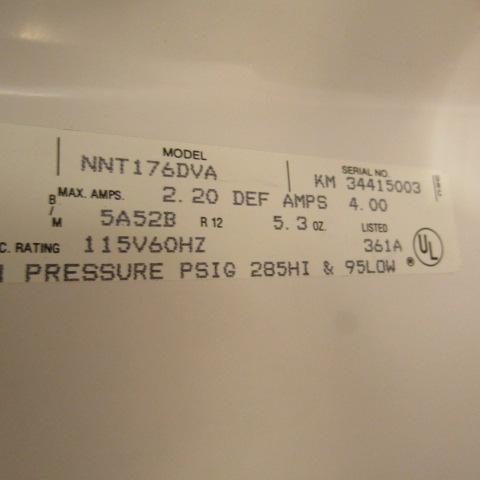 MODEL SERIAL NO.
NNT176DVA KM 34415003
MAX. AMPS. 2.20 DEF AMPS 4.00
B/M 5A52B R 12 5.3 OZ. LISTED
C. RATING 115V60HZ 361A UL
PRESSURE PSIG 285HI & 95LOW ®